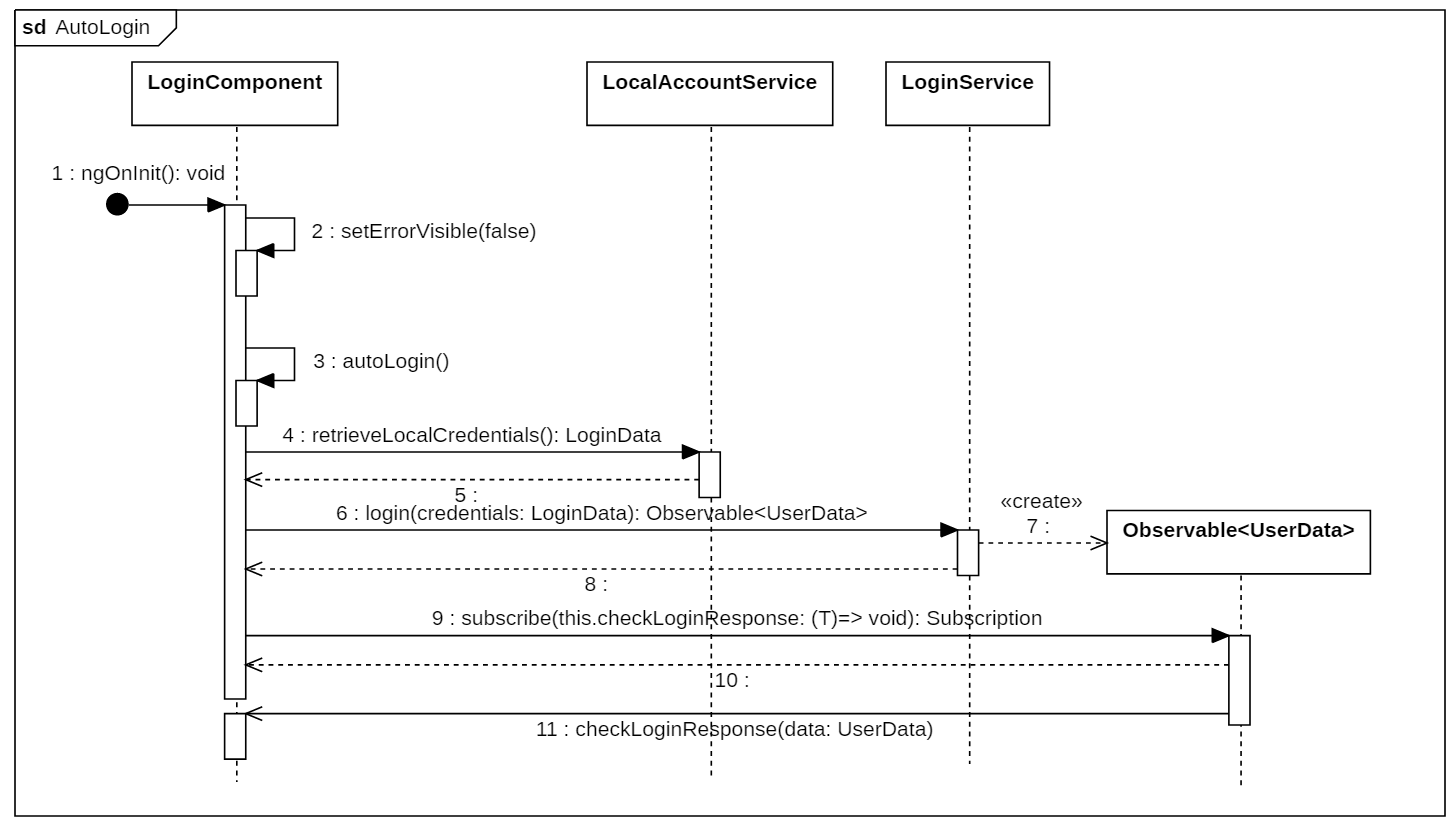 sd AutoLogin
LoginComponent
LocalAccountService
LoginService
1 : ngOnInit(): void
2 : setErrorVisible(false)
3 : autoLogin()
4 : retrieveLocalCredentials(): LoginData
5 :
6 : login(credentials: LoginData): Observable<UserData>
«create»
7 :
Observable<UserData>
8 :
9 : subscribe(this.checkLoginResponse: (T)=> void): Subscription
10 :
11 : checkLoginResponse(data: UserData)